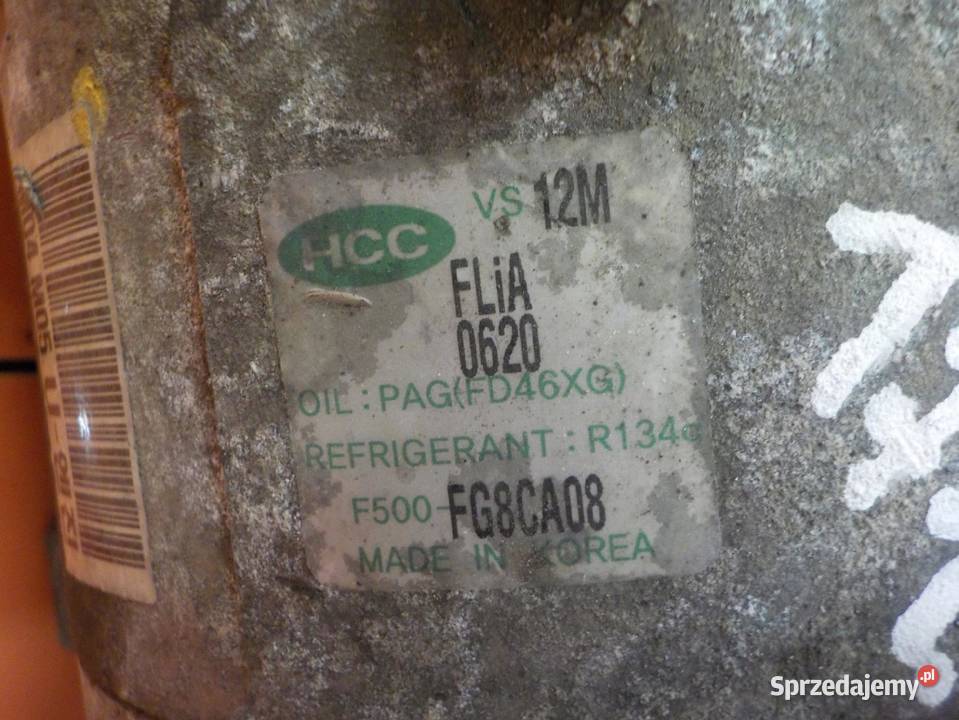 VS 12M
HCC
FLiA
0620
OIL : PAG(FD46XG)
REFRIGERANT : R134a
F500-FG8CA08
MADE IN KOREA
Sprzedajemy.pl